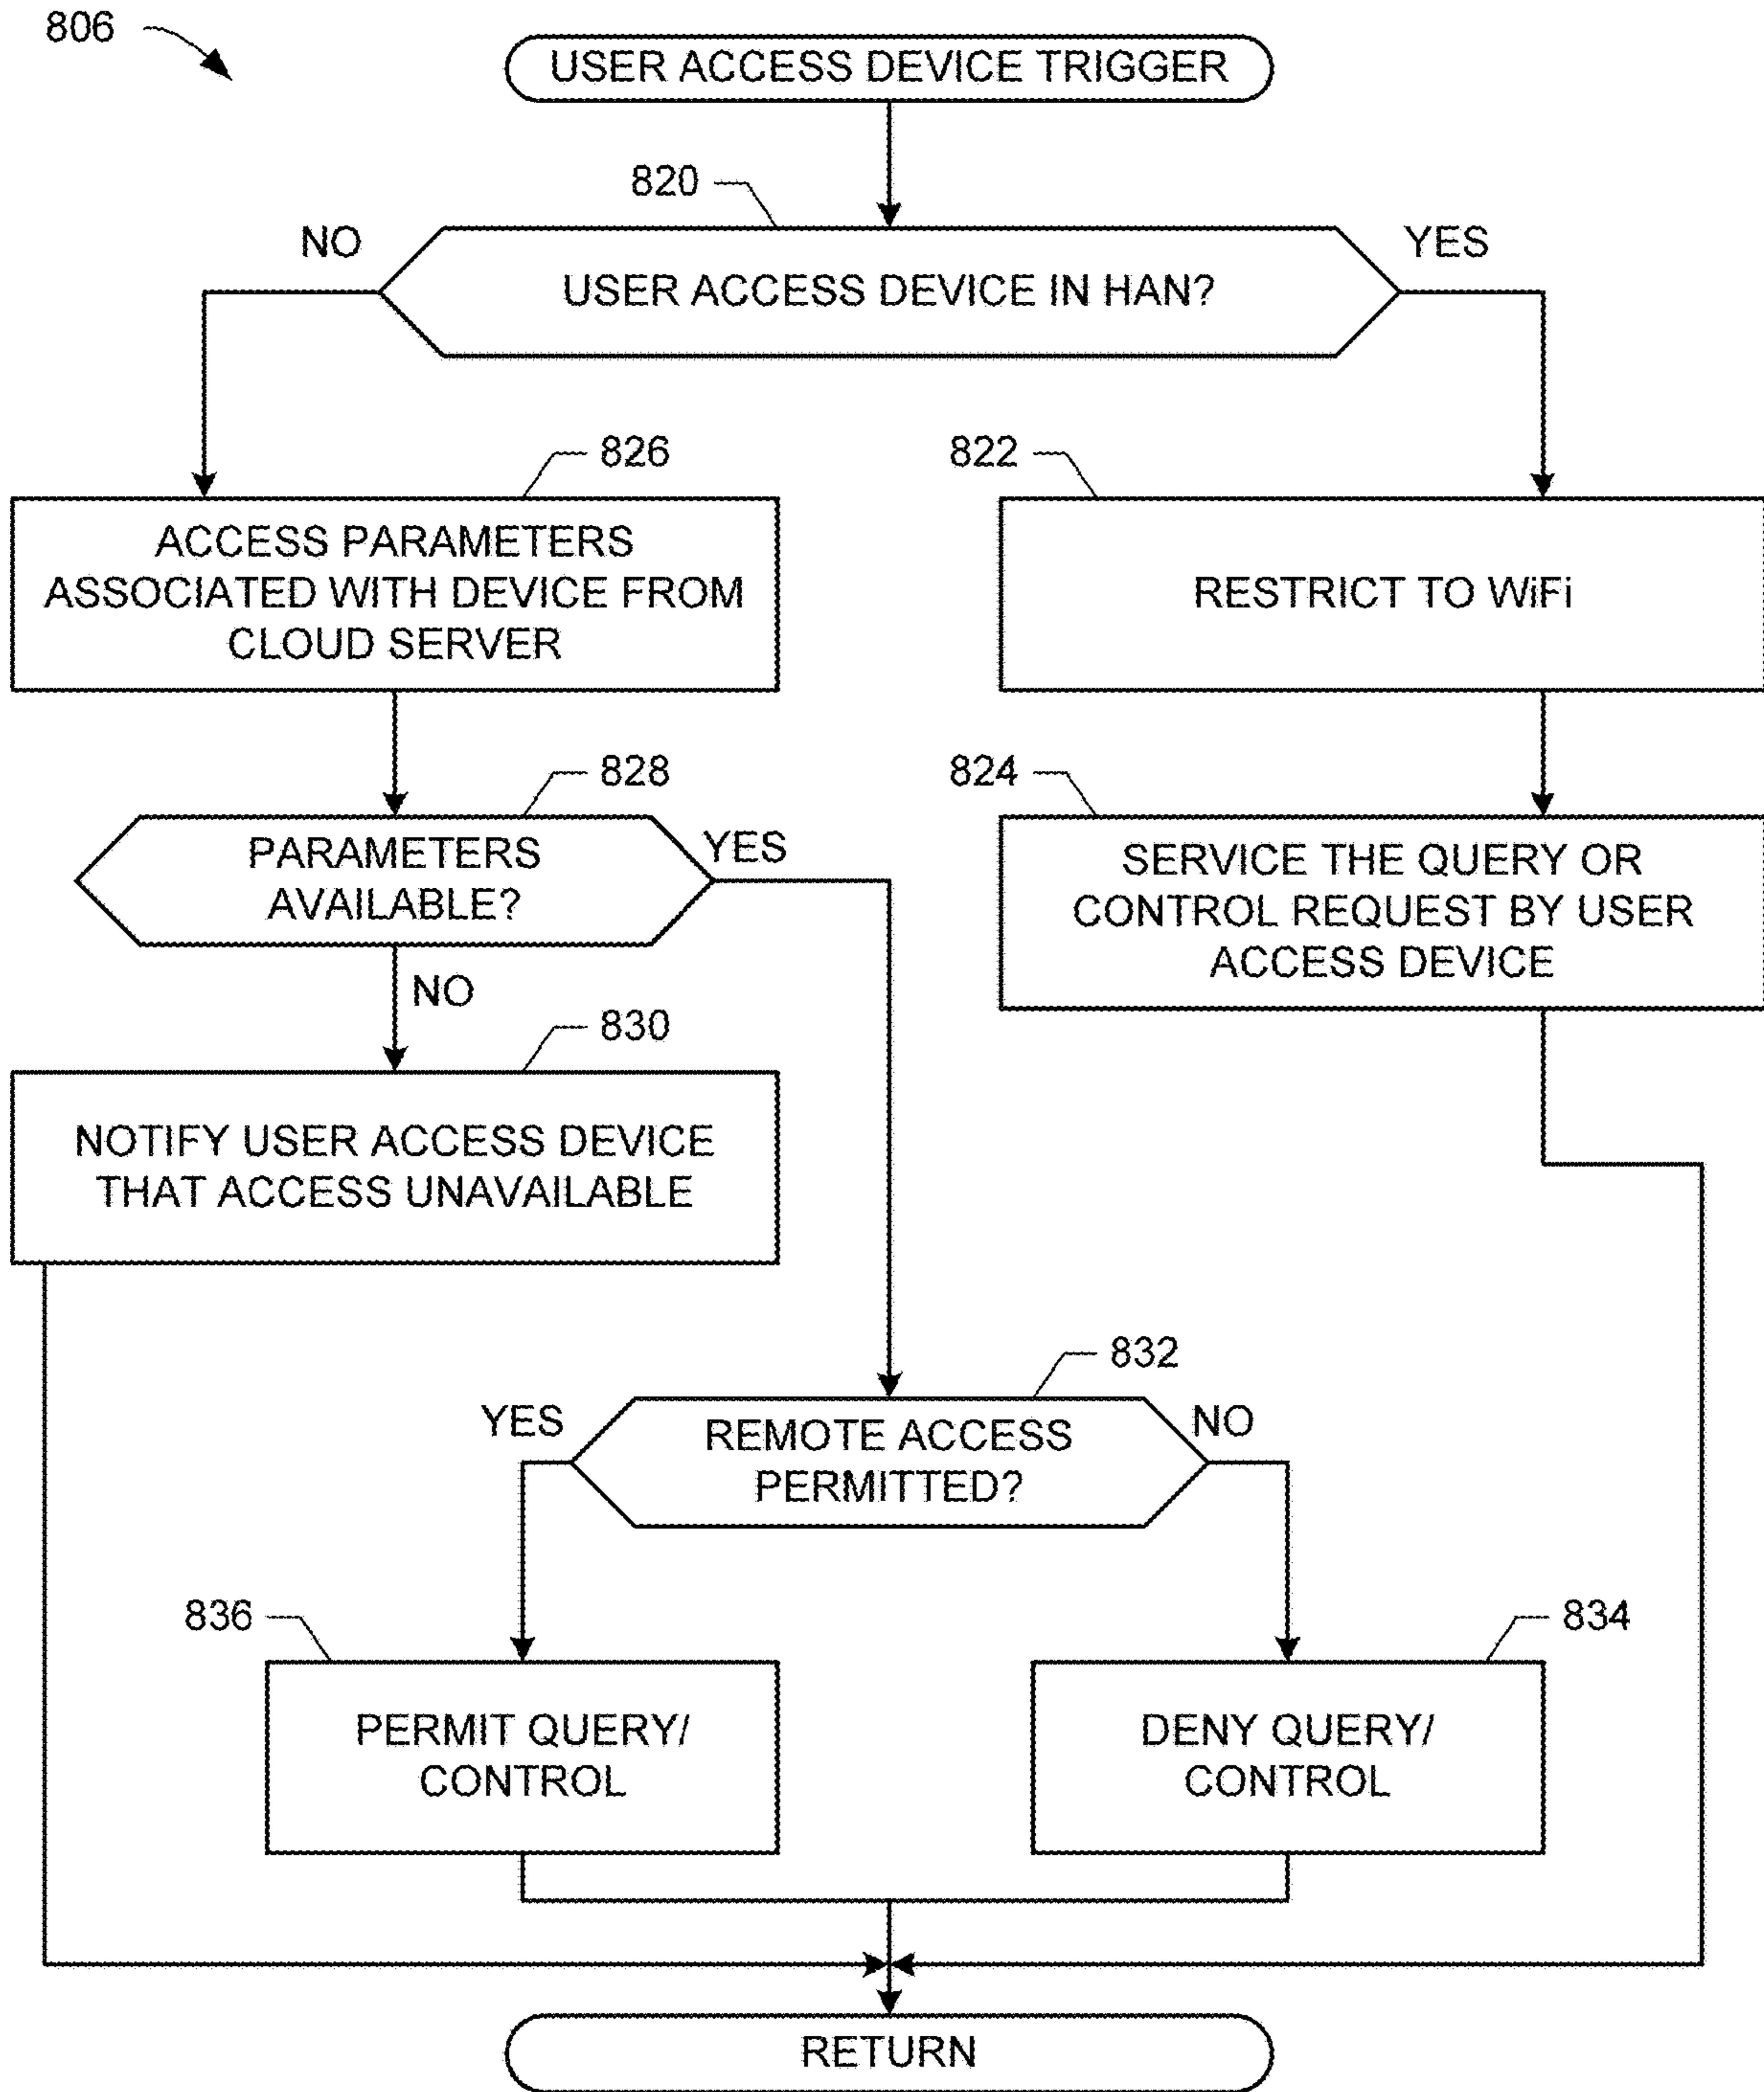 806
USER ACCESS DEVICE TRIGGER
820
NO
YES
USER ACCESS DEVICE IN HAN?
826
822
ACCESS PARAMETERS
ASSOCIATED WITH DEVICE FROM
CLOUD SERVER
RESTRICT TO WiFi
828
824
PARAMETERS
AVAILABLE?
YES
NO
SERVICE THE QUERY OR
CONTROL REQUEST BY USER
ACCESS DEVICE
830
NOTIFY USER ACCESS DEVICE
THAT ACCESS UNAVAILABLE
832
YES
REMOTE ACCESS
PERMITTED?
NO
836
834
PERMIT QUERY/
CONTROL
DENY QUERY/
CONTROL
RETURN